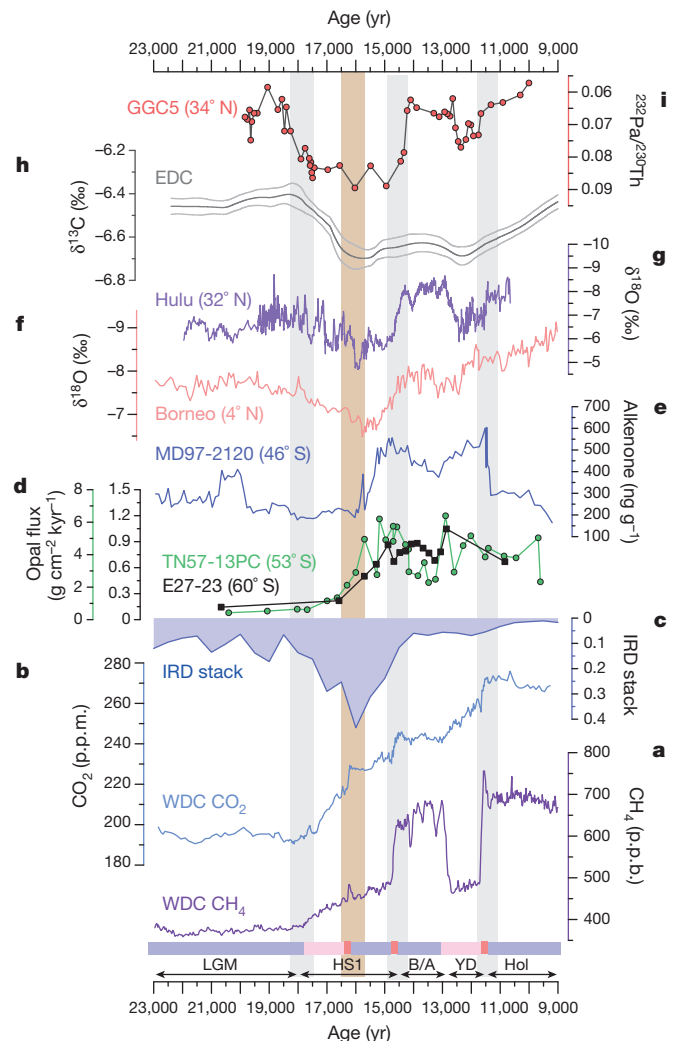 Age (yr)
23,000 21,000 19,000 17,000 15,000 13,000 11,000 9,000
i
GGC5 (34° N)
0.06
0.07
0.08
0.09
²³²Pa/²³⁰Th
h
−6.2
−6.4
−6.6
−6.8
δ¹³C (‰)
EDC
g
−10
−9
−8
−7
−6
−5
δ¹⁸O (‰)
Hulu (32° N)
f
−9
−8
−7
δ¹⁸O (‰)
Borneo (4° N)
e
700
600
500
400
300
200
100
Alkenone (ng g⁻¹)
MD97-2120 (46° S)
d
8
6
4
2
0
1.5
1.2
0.9
0.6
0.3
0
Opal flux
(g cm⁻² kyr⁻¹)
TN57-13PC (53° S)
E27-23 (60° S)
c
0
0.1
0.2
0.3
0.4
IRD stack
IRD stack
b
280
260
240
220
200
180
CO₂ (p.p.m.)
WDC CO₂
a
800
700
600
500
400
CH₄ (p.p.b.)
WDC CH₄
LGM HS1 B/A YD Hol
23,000 21,000 19,000 17,000 15,000 13,000 11,000 9,000
Age (yr)